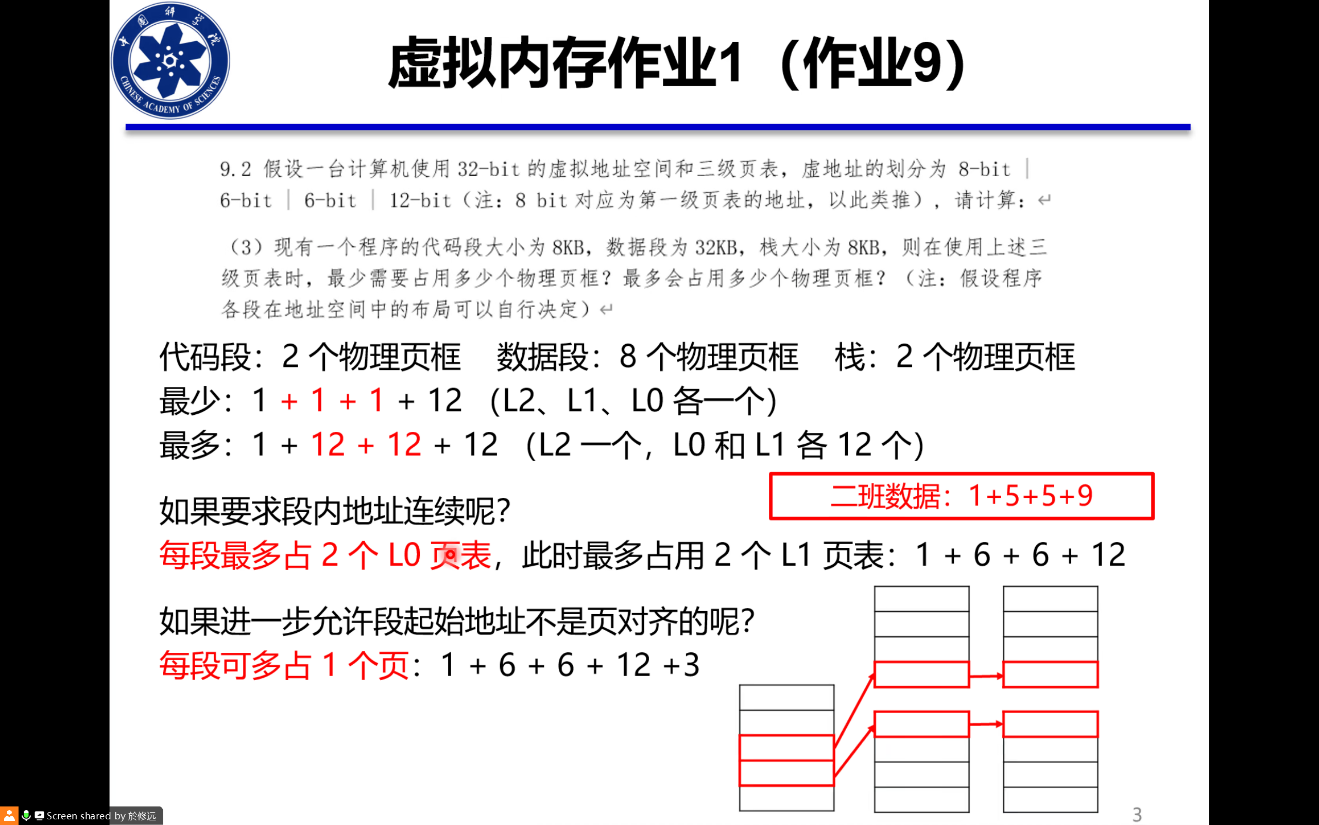 中国科学院
CHINESE ACADEMY OF SCIENCES
虚拟内存作业1（作业9）
9.2 假设一台计算机使用 32-bit 的虚拟地址空间和三级页表，虚地址的划分为 8-bit |
6-bit | 6-bit | 12-bit（注：8 bit 对应为第一级页表的地址，以此类推），请计算：↵
（3）现有一个程序的代码段大小为 8KB，数据段为 32KB，栈大小为 8KB，则在使用上述三
级页表时，最少需要占用多少个物理页框？最多会占用多少个物理页框？（注：假设程序
各段在地址空间中的布局可以自行决定）↵
代码段：2 个物理页框 数据段：8 个物理页框 栈：2 个物理页框
最少：1 + 1 + 1 + 12 （L2、L1、L0 各一个）
最多：1 + 12 + 12 + 12 （L2 一个，L0 和 L1 各 12 个）
二班数据：1+5+5+9
如果要求段内地址连续呢？
每段最多占 2 个 L0 页表，此时最多占用 2 个 L1 页表：1 + 6 + 6 + 12
如果进一步允许段起始地址不是页对齐的呢？
每段可多占 1 个页：1 + 6 + 6 + 12 +3
3
Screen shared by 於修远